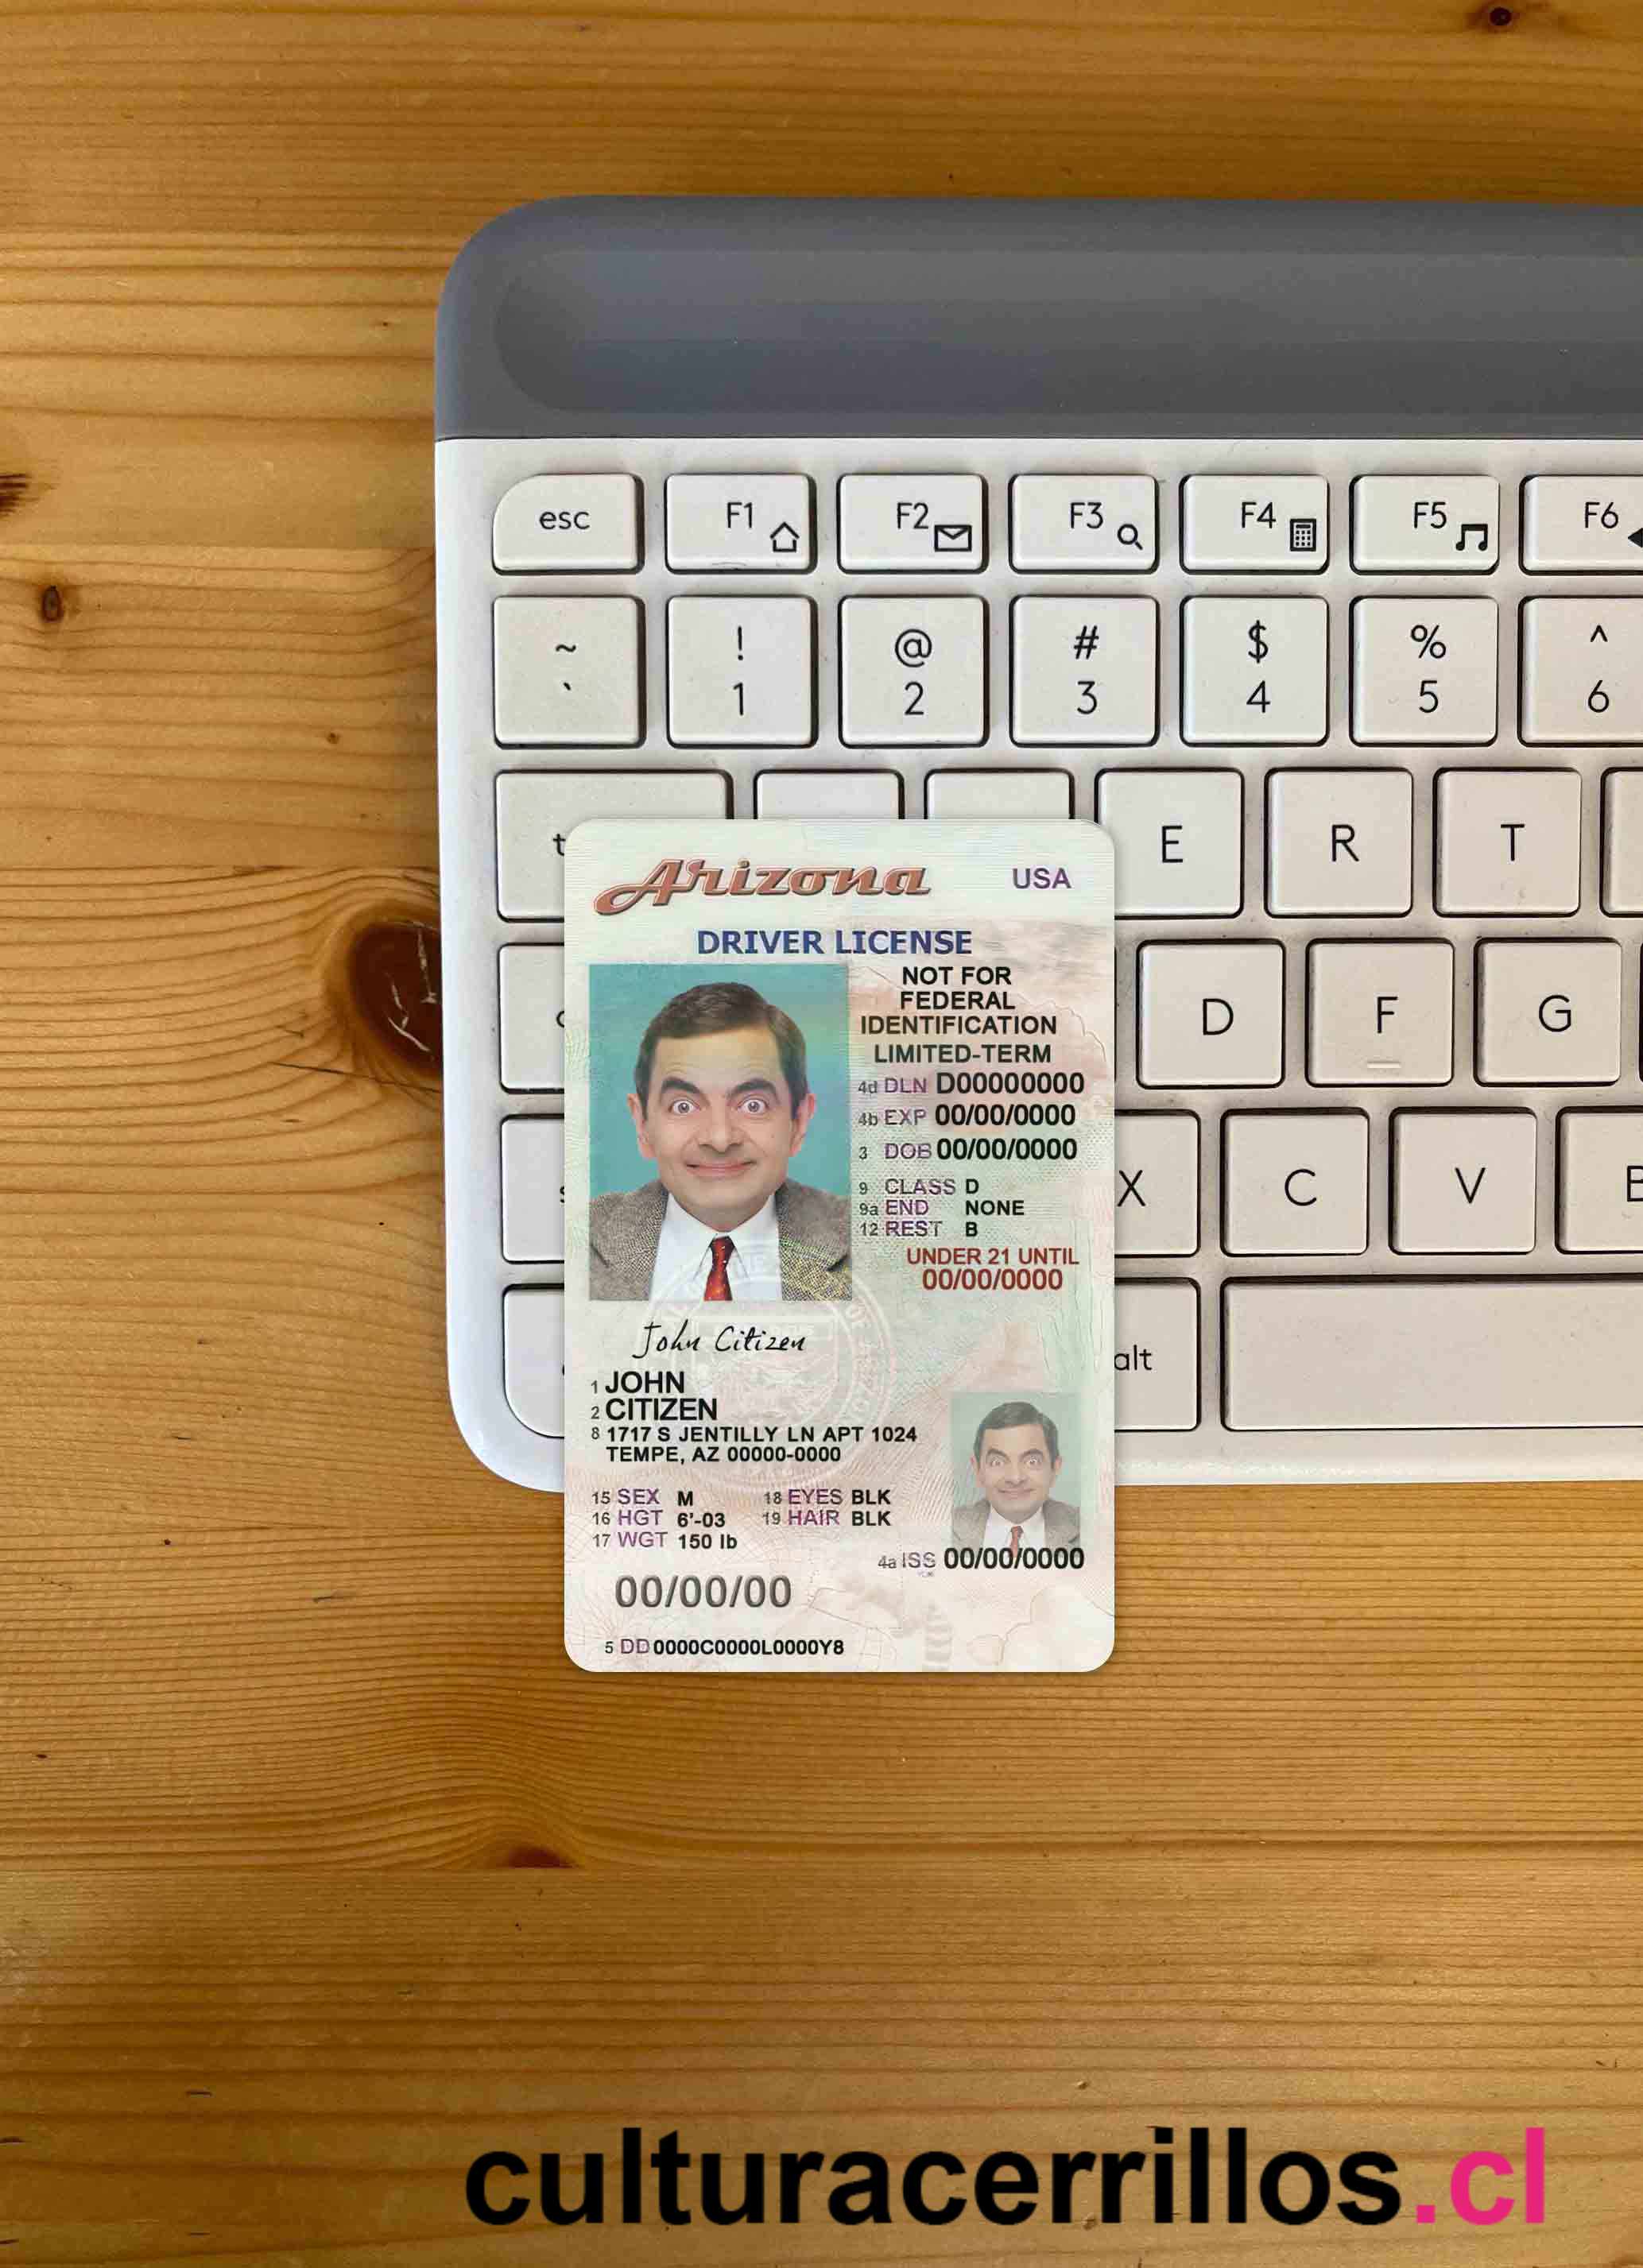 esc F1 F2 F3 F4 F5 F6
~ ! @ # $ % ^
` 1 2 3 4 5 6
E R T
D F G
X C V
alt
Arizona USA
DRIVER LICENSE
NOT FOR
FEDERAL
IDENTIFICATION
LIMITED-TERM
4d DLN D00000000
4b EXP 00/00/0000
3 DOB 00/00/0000
9 CLASS D
9a END NONE
12 REST B
UNDER 21 UNTIL
00/00/0000
John Citizen
1 JOHN
2 CITIZEN
8 1717 S JENTILLY LN APT 1024
TEMPE, AZ 00000-0000
15 SEX M 18 EYES BLK
16 HGT 6'-03 19 HAIR BLK
17 WGT 150 lb
4a ISS 00/00/0000
00/00/00
5 DD 0000C0000L0000Y8
culturacerrillos.cl